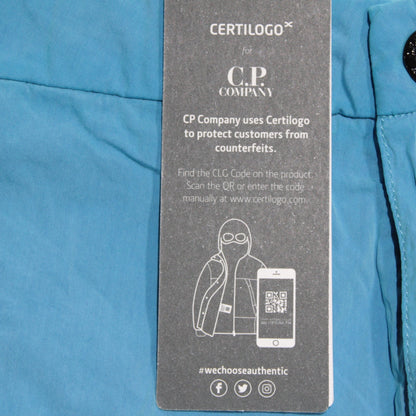 CERTILOGO
for
C.P.
COMPANY
CP Company uses Certilogo
to protect customers from
counterfeits.
Find the CLG Code on the product.
Scan the QR or enter the code
manually at www.certilogo.com
#wechooseauthentic